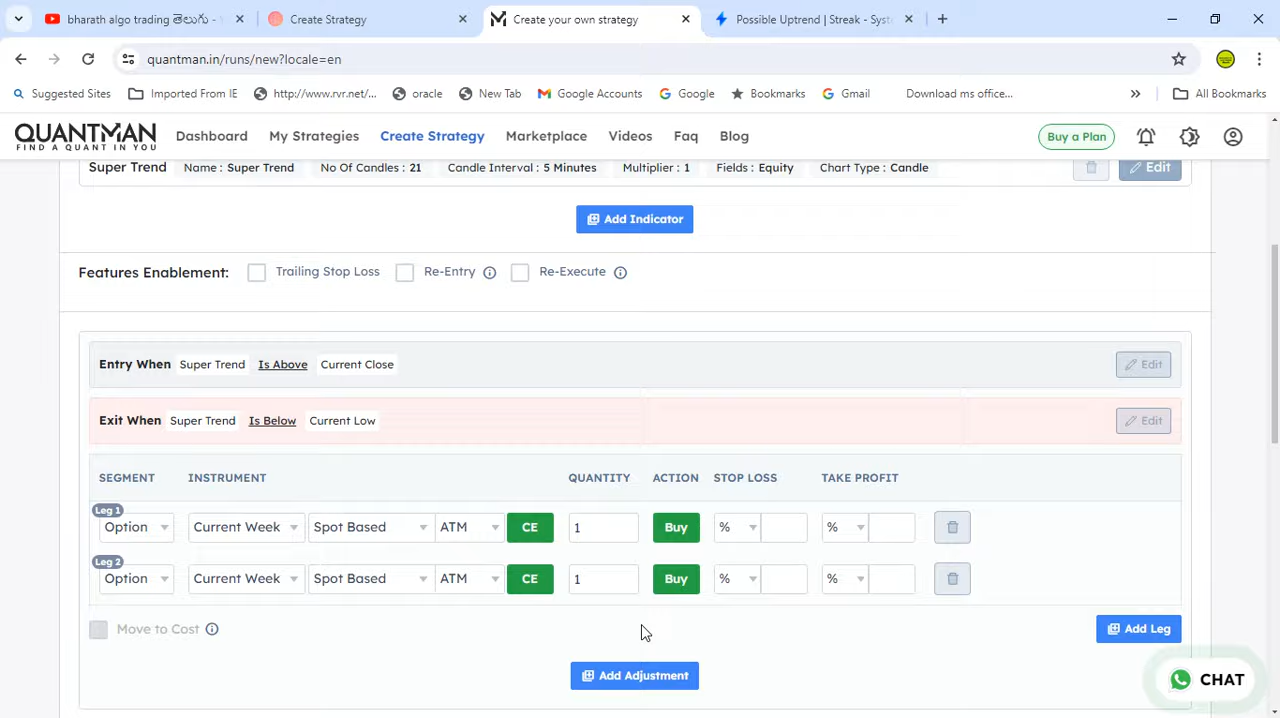 bharath algo trading తెలుగు -
Create Strategy
Create your own strategy
Possible Uptrend | Streak - Syst
quantman.in/runs/new?locale=en
Suggested Sites
Imported From IE
http://www.rvr.net/...
oracle
New Tab
Google Accounts
Google
Bookmarks
Gmail
Download ms office...
»
All Bookmarks
QUANTMAN
FIND A QUANT IN YOU
Dashboard
My Strategies
Create Strategy
Marketplace
Videos
Faq
Blog
Buy a Plan
Super Trend Name : Super Trend No Of Candles : 21 Candle Interval : 5 Minutes Multiplier : 1 Fields : Equity Chart Type : Candle Edit
Add Indicator
Features Enablement: Trailing Stop Loss Re-Entry Re-Execute
Entry When Super Trend Is Above Current Close Edit
Exit When Super Trend Is Below Current Low Edit
SEGMENT INSTRUMENT QUANTITY ACTION STOP LOSS TAKE PROFIT
Leg 1
Option Current Week Spot Based ATM CE 1 Buy % %
Leg 2
Option Current Week Spot Based ATM CE 1 Buy % %
Move to Cost Add Leg
Add Adjustment
CHAT